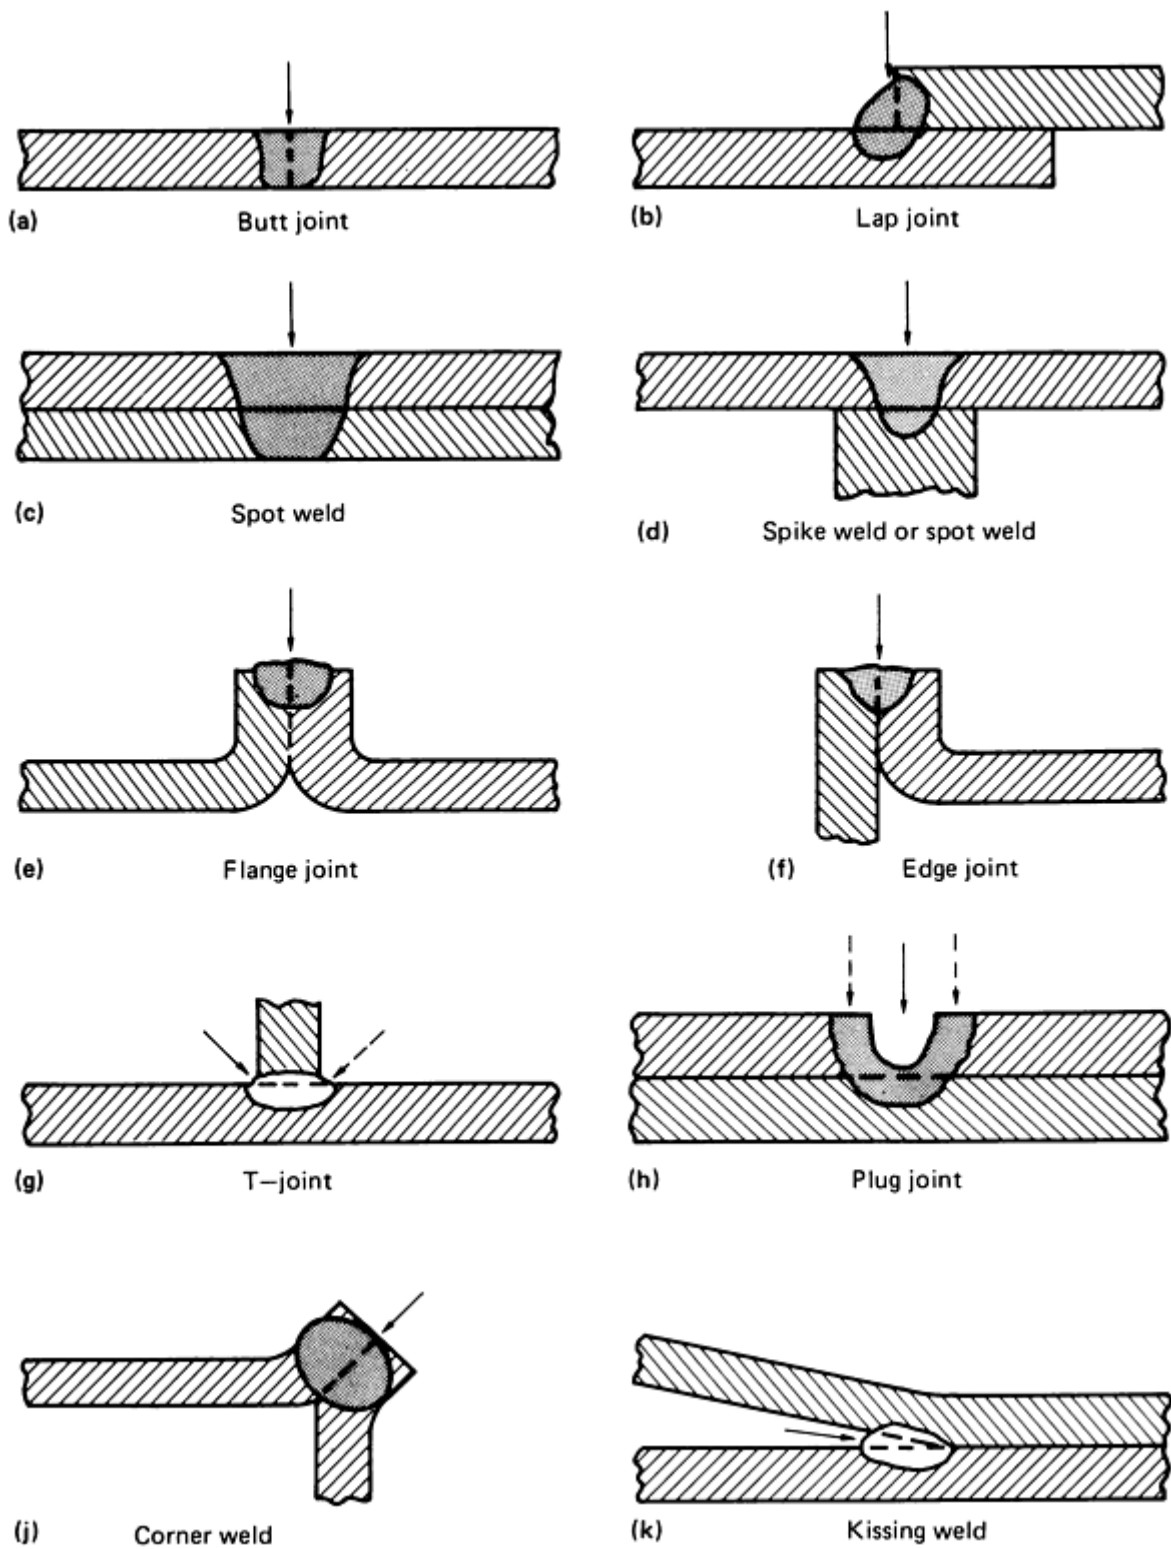 (a) Butt joint
(b) Lap joint
(c) Spot weld
(d) Spike weld or spot weld
(e) Flange joint
(f) Edge joint
(g) T—joint
(h) Plug joint
(j) Corner weld
(k) Kissing weld